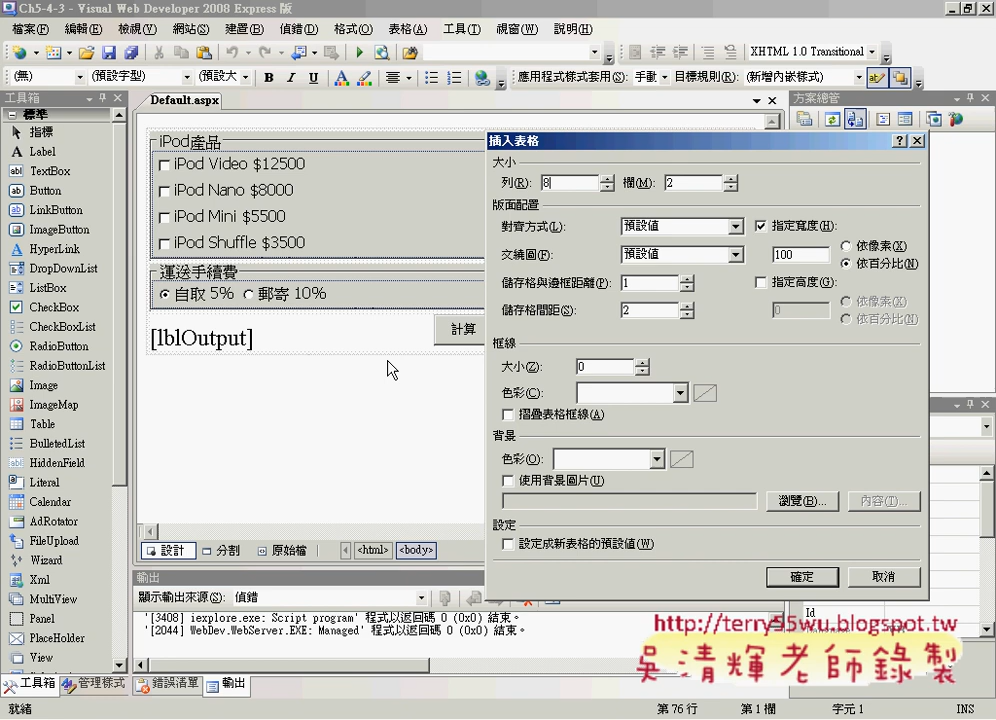 Ch5-4-3 - Visual Web Developer 2008 Express 版
檔案(F) 編輯(E) 檢視(V) 網站(S) 建置(B) 偵錯(D) 格式(O) 表格(A) 工具(T) 視窗(W) 說明(H)
XHTML 1.0 Transitional
(無) (預設字型) (預設大 B I U A 應用程式樣式套用(S): 手動 目標規則(R): (新增內嵌樣式)
工具箱
標準
指標
Label
TextBox
Button
LinkButton
ImageButton
HyperLink
DropDownList
ListBox
CheckBox
CheckBoxList
RadioButton
RadioButtonList
Image
ImageMap
Table
BulletedList
HiddenField
Literal
Calendar
AdRotator
FileUpload
Wizard
Xml
MultiView
Panel
PlaceHolder
View
工具箱 管理樣式
Default.aspx
iPod產品
iPod Video $12500
iPod Nano $8000
iPod Mini $5500
iPod Shuffle $3500
運送手續費
自取 5% 郵寄 10%
[lblOutput]
計算
設計 分割 原始檔 <html> <body>
輸出
顯示輸出來源(S): 偵錯
'[3408] iexplore.exe: Script program' 程式以返回碼 0 (0x0) 結束。
'[2044] WebDev.WebServer.EXE: Managed' 程式以返回碼 0 (0x0) 結束。
錯誤清單 輸出
方案總管
插入表格
大小
列(R): 8 欄(M): 2
版面配置
對齊方式(L): 預設值 指定寬度(H):
交繞圖(F): 預設值 100 依像素(X)
依百分比(N)
儲存格與邊框距離(P): 1 指定高度(G):
儲存格間距(S): 2 0 依像素(X)
依百分比(N)
框線
大小(Z): 0
色彩(C):
摺疊表格框線(A)
背景
色彩(O):
使用背景圖片(U)
瀏覽(B)... 內容(T)...
設定
設定成新表格的預設值(W)
確定 取消
Id
http://terry55wu.blogspot.tw
吳清輝老師錄製
就緒 第 76 行 第 1 欄 字元 1 INS